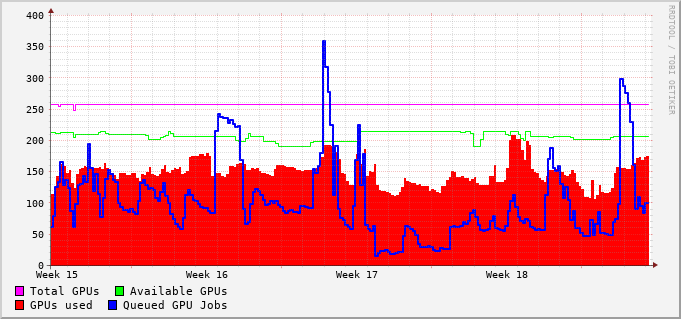 400
350
300
250
200
150
100
50
0
Week 15 Week 16 Week 17 Week 18
Total GPUs Available GPUs
GPUs used Queued GPU Jobs
RRDTOOL / TOBI OETIKER